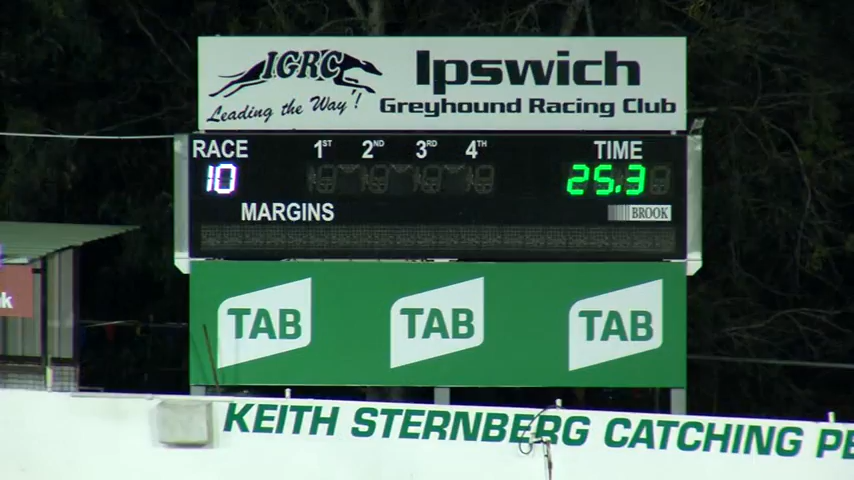 IGRC
Leading the Way!
Ipswich
Greyhound Racing Club
RACE 1ST 2ND 3RD 4TH TIME
10 25.3
MARGINS BROOK
TAB TAB TAB
k
KEITH STERNBERG CATCHING PE